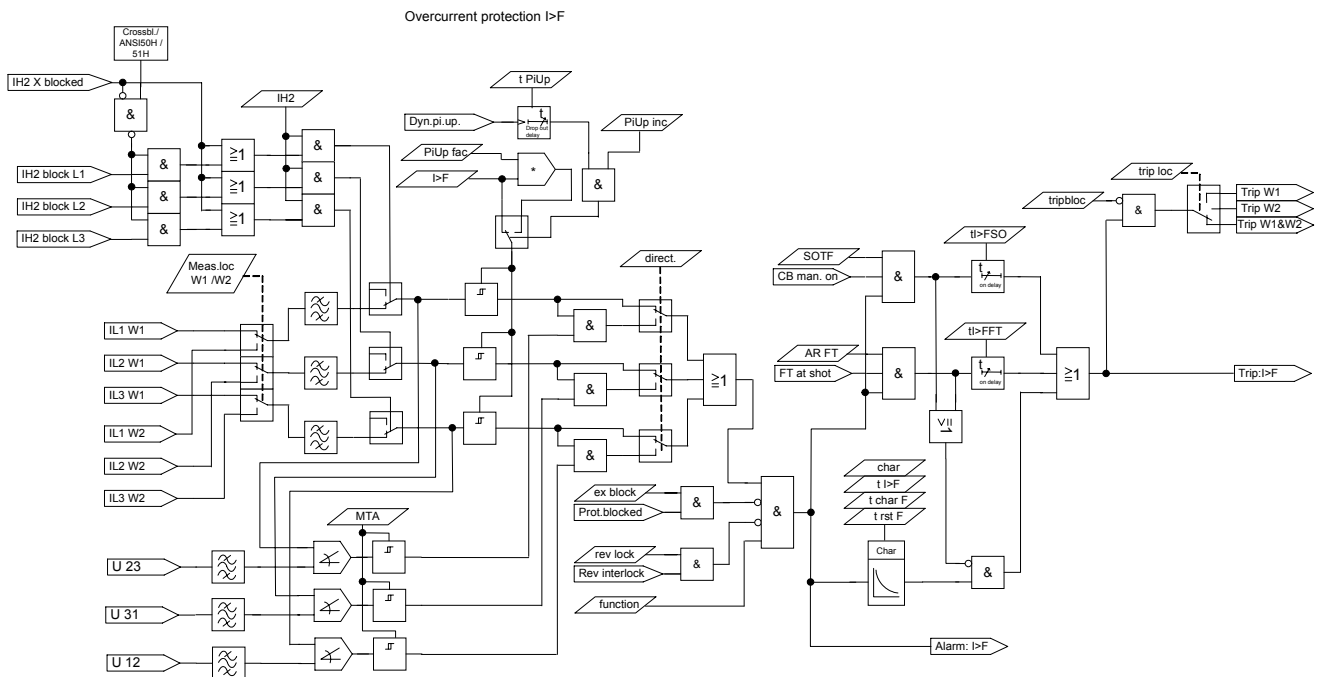 Overcurrent protection I>F
Crossbl./
ANSI50H /
51H
IH2 X blocked
&
IH2
t PiUp
t
Drop out
delay
Dyn.pi.up.
PiUp inc
PiUp fac
*
I>F
&
&
≧1
&
IH2 block L1
&
≧1
&
IH2 block L2
&
≧1
&
IH2 block L3
trip loc
Trip W1
Trip W2
Trip W1&W2
tripbloc
&
tI>FSO
t
on delay
SOTF
CB man. on
&
Meas.loc
W1 /W2
direct.
IL1 W1
IL2 W1
IL3 W1
IL1 W2
IL2 W2
IL3 W2
&
&
&
≧1
tI>FFT
t
on delay
AR FT
FT at shot
&
≧1
Trip:I>F
≧1
char
t I>F
t char F
t rst F
Char
&
ex block
Prot.blocked
&
&
rev lock
Rev interlock
&
function
MTA
U 23
U 31
U 12
Alarm: I>F